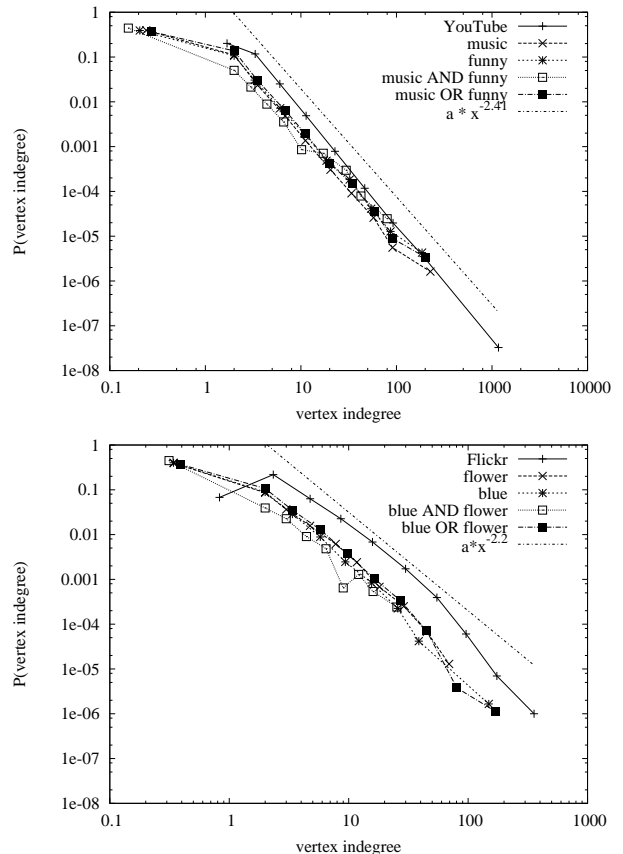 1
0.1
0.01
0.001
1e-04
1e-05
1e-06
1e-07
1e-08
0.1 1 10 100 1000 10000
P(vertex indegree)
vertex indegree
YouTube
music
funny
music AND funny
music OR funny
a * x^-2.41
1
0.1
0.01
0.001
1e-04
1e-05
1e-06
1e-07
1e-08
0.1 1 10 100 1000
P(vertex indegree)
vertex indegree
Flickr
flower
blue
blue AND flower
blue OR flower
a*x^-2.2